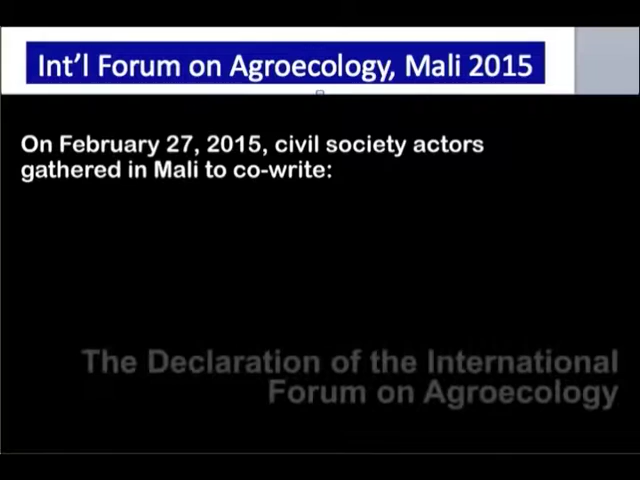 Int'l Forum on Agroecology, Mali 2015
On February 27, 2015, civil society actors
gathered in Mali to co-write:
The Declaration of the International
Forum on Agroecology